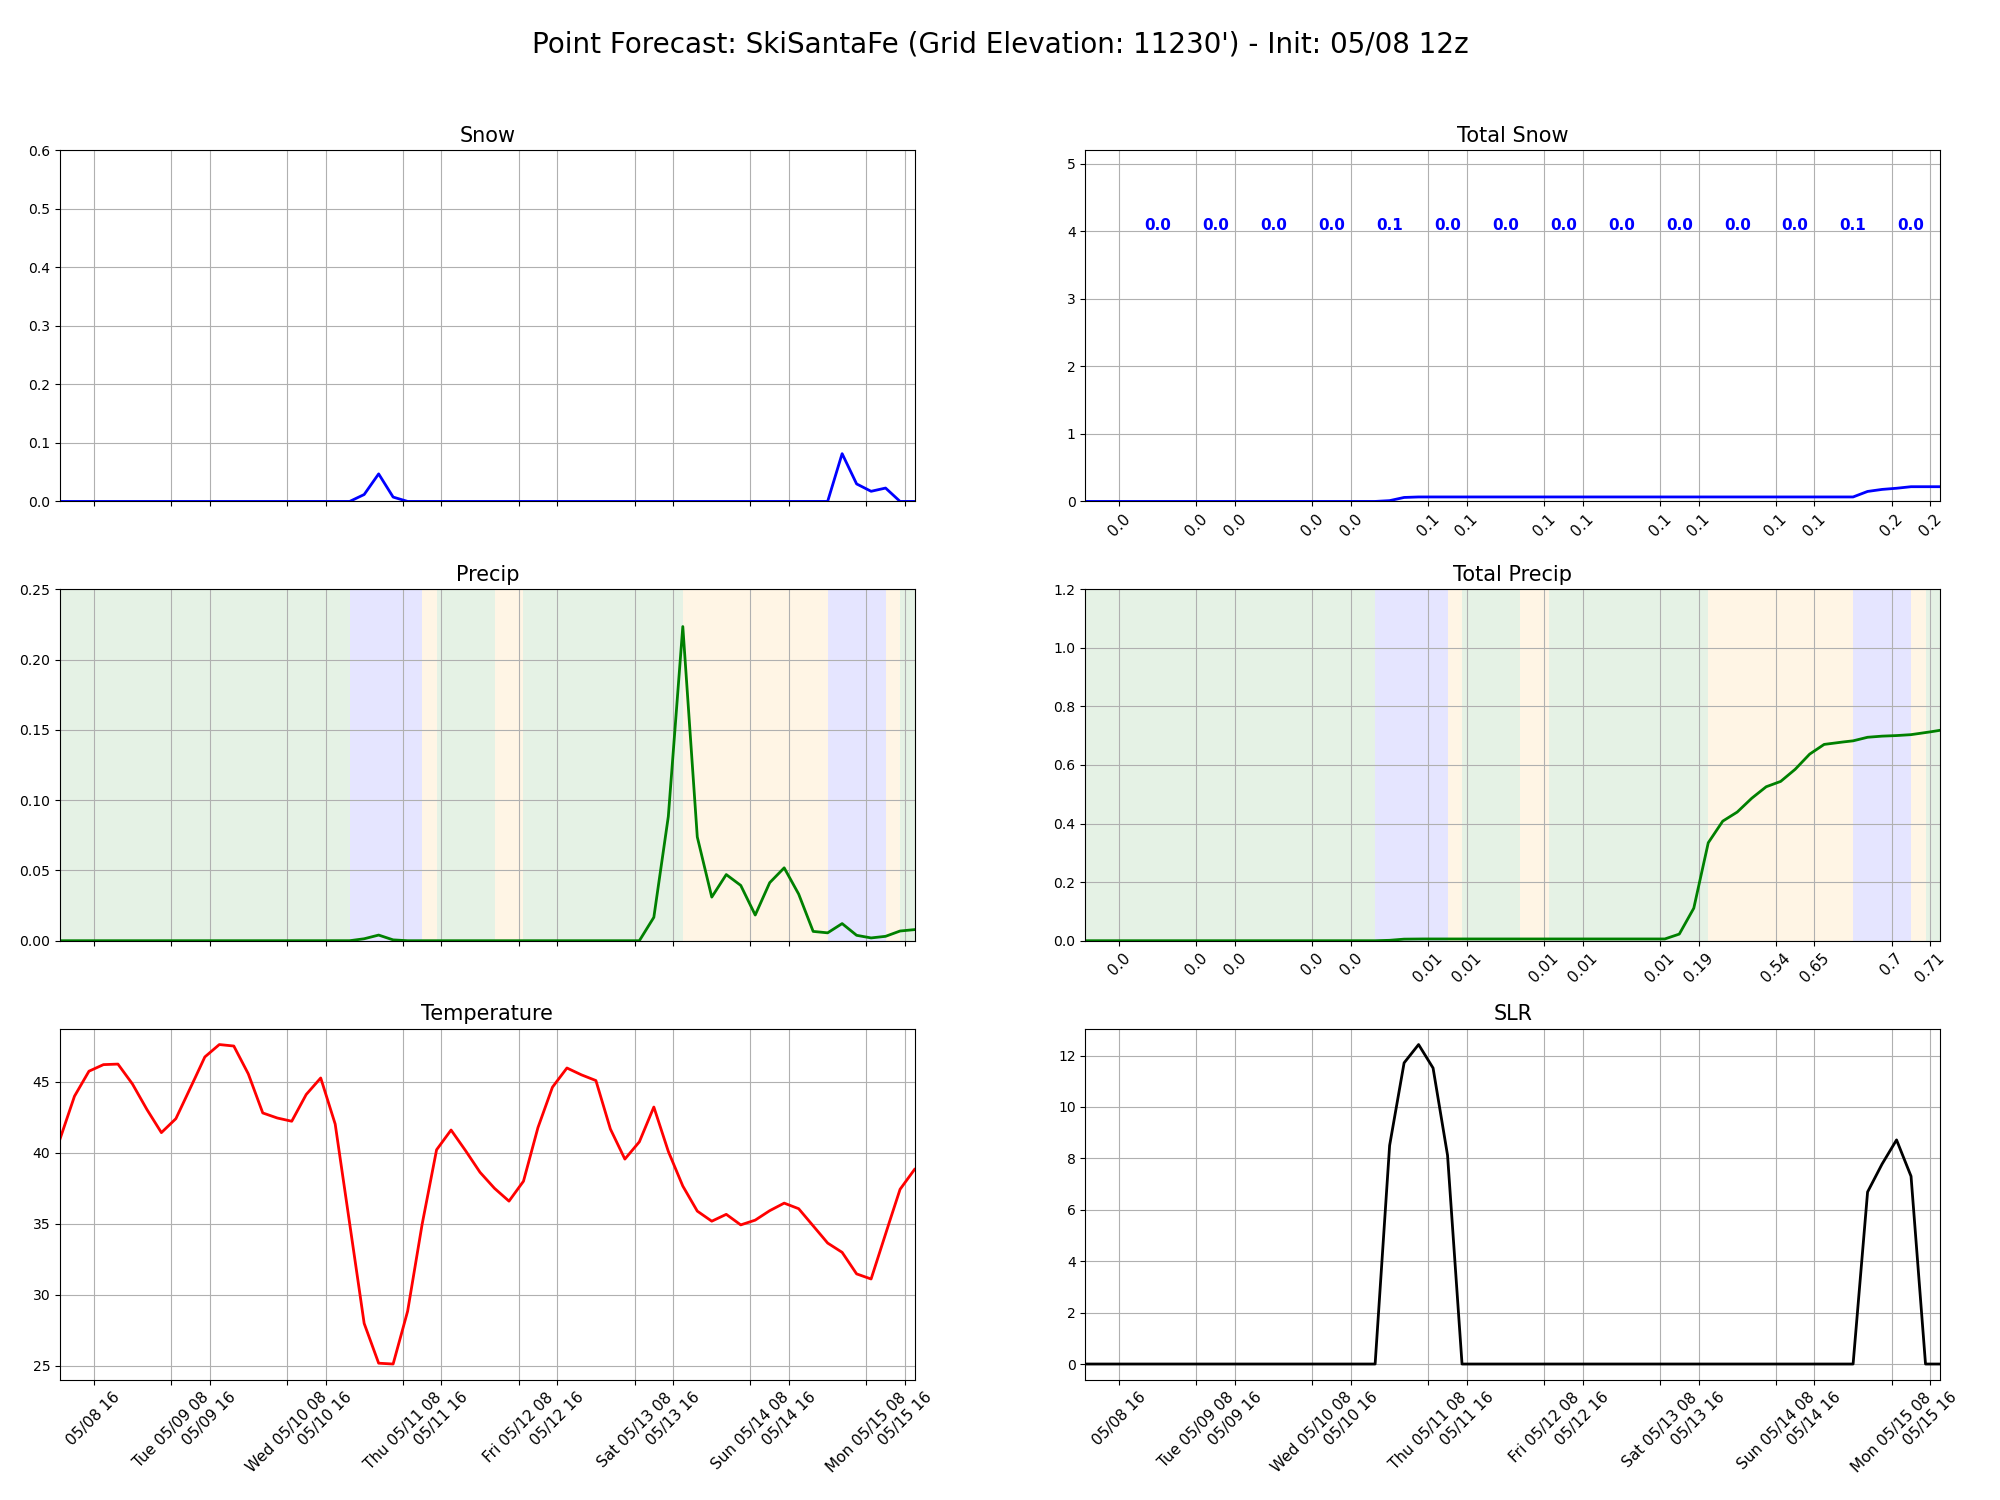 Point Forecast: SkiSantaFe (Grid Elevation: 11230') - Init: 05/08 12z
Snow
0.6
0.5
0.4
0.3
0.2
0.1
0.0
Total Snow
5
4
3
2
1
0
0.0 0.0 0.0 0.0 0.1 0.0 0.0 0.0 0.0 0.0 0.0 0.0 0.1 0.0
0.0 0.0 0.0 0.0 0.0 0.1 0.1 0.1 0.1 0.1 0.1 0.1 0.1 0.2 0.2
Precip
0.25
0.20
0.15
0.10
0.05
0.00
Total Precip
1.2
1.0
0.8
0.6
0.4
0.2
0.0
0.0 0.0 0.0 0.0 0.0 0.01 0.01 0.01 0.01 0.01 0.19 0.54 0.65 0.7 0.71
Temperature
45
40
35
30
25
05/08 16
Tue 05/09 08
05/09 16
Wed 05/10 08
05/10 16
Thu 05/11 08
05/11 16
Fri 05/12 08
05/12 16
Sat 05/13 08
05/13 16
Sun 05/14 08
05/14 16
Mon 05/15 08
05/15 16
SLR
12
10
8
6
4
2
0
05/08 16
Tue 05/09 08
05/09 16
Wed 05/10 08
05/10 16
Thu 05/11 08
05/11 16
Fri 05/12 08
05/12 16
Sat 05/13 08
05/13 16
Sun 05/14 08
05/14 16
Mon 05/15 08
05/15 16